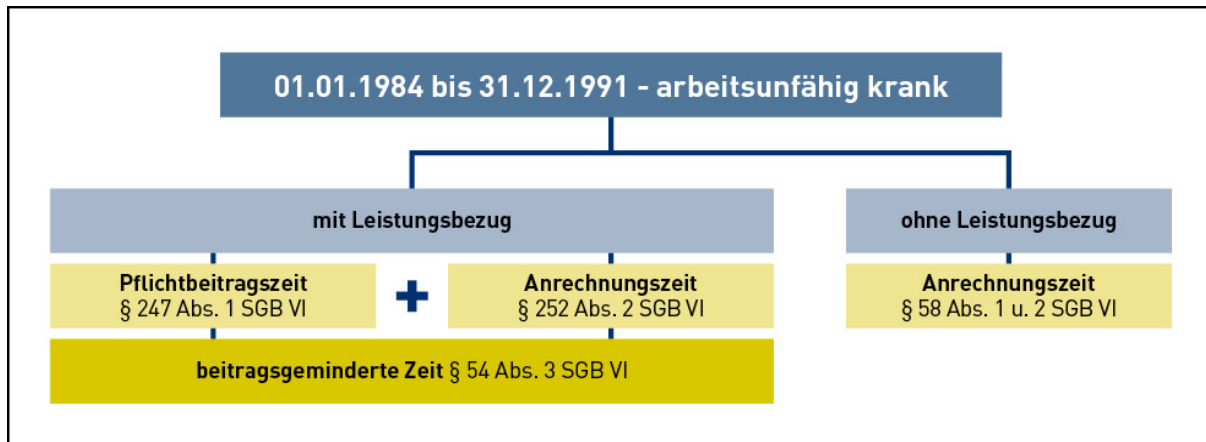 01.01.1984 bis 31.12.1991 - arbeitsunfähig krank
mit Leistungsbezug
ohne Leistungsbezug
Pflichtbeitragszeit
§ 247 Abs. 1 SGB VI
+
Anrechnungszeit
§ 252 Abs. 2 SGB VI
Anrechnungszeit
§ 58 Abs. 1 u. 2 SGB VI
beitragsgeminderte Zeit § 54 Abs. 3 SGB VI